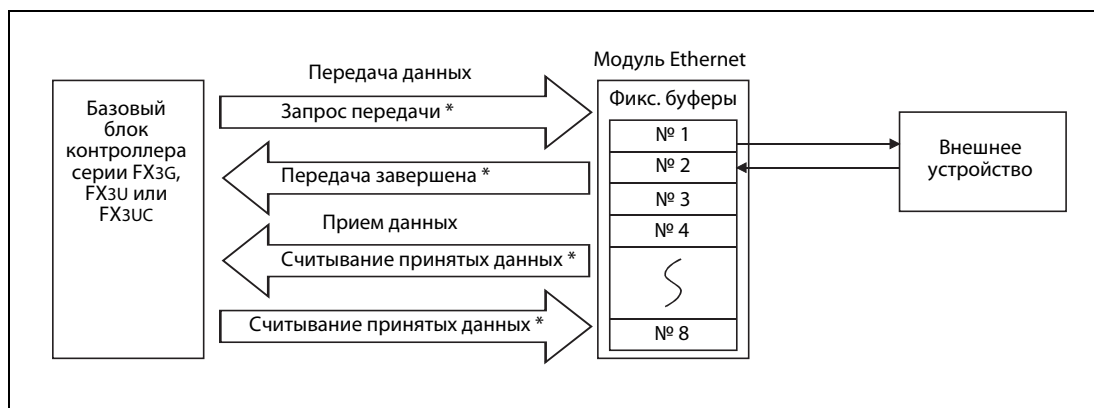 Базовый
блок
контроллера
серии FX3G,
FX3U или
FX3UC
Передача данных
Запрос передачи *
Передача завершена *
Прием данных
Считывание принятых данных *
Считывание принятых данных *
Модуль Ethernet
Фикс. буферы
№ 1
№ 2
№ 3
№ 4
№ 8
Внешнее
устройство